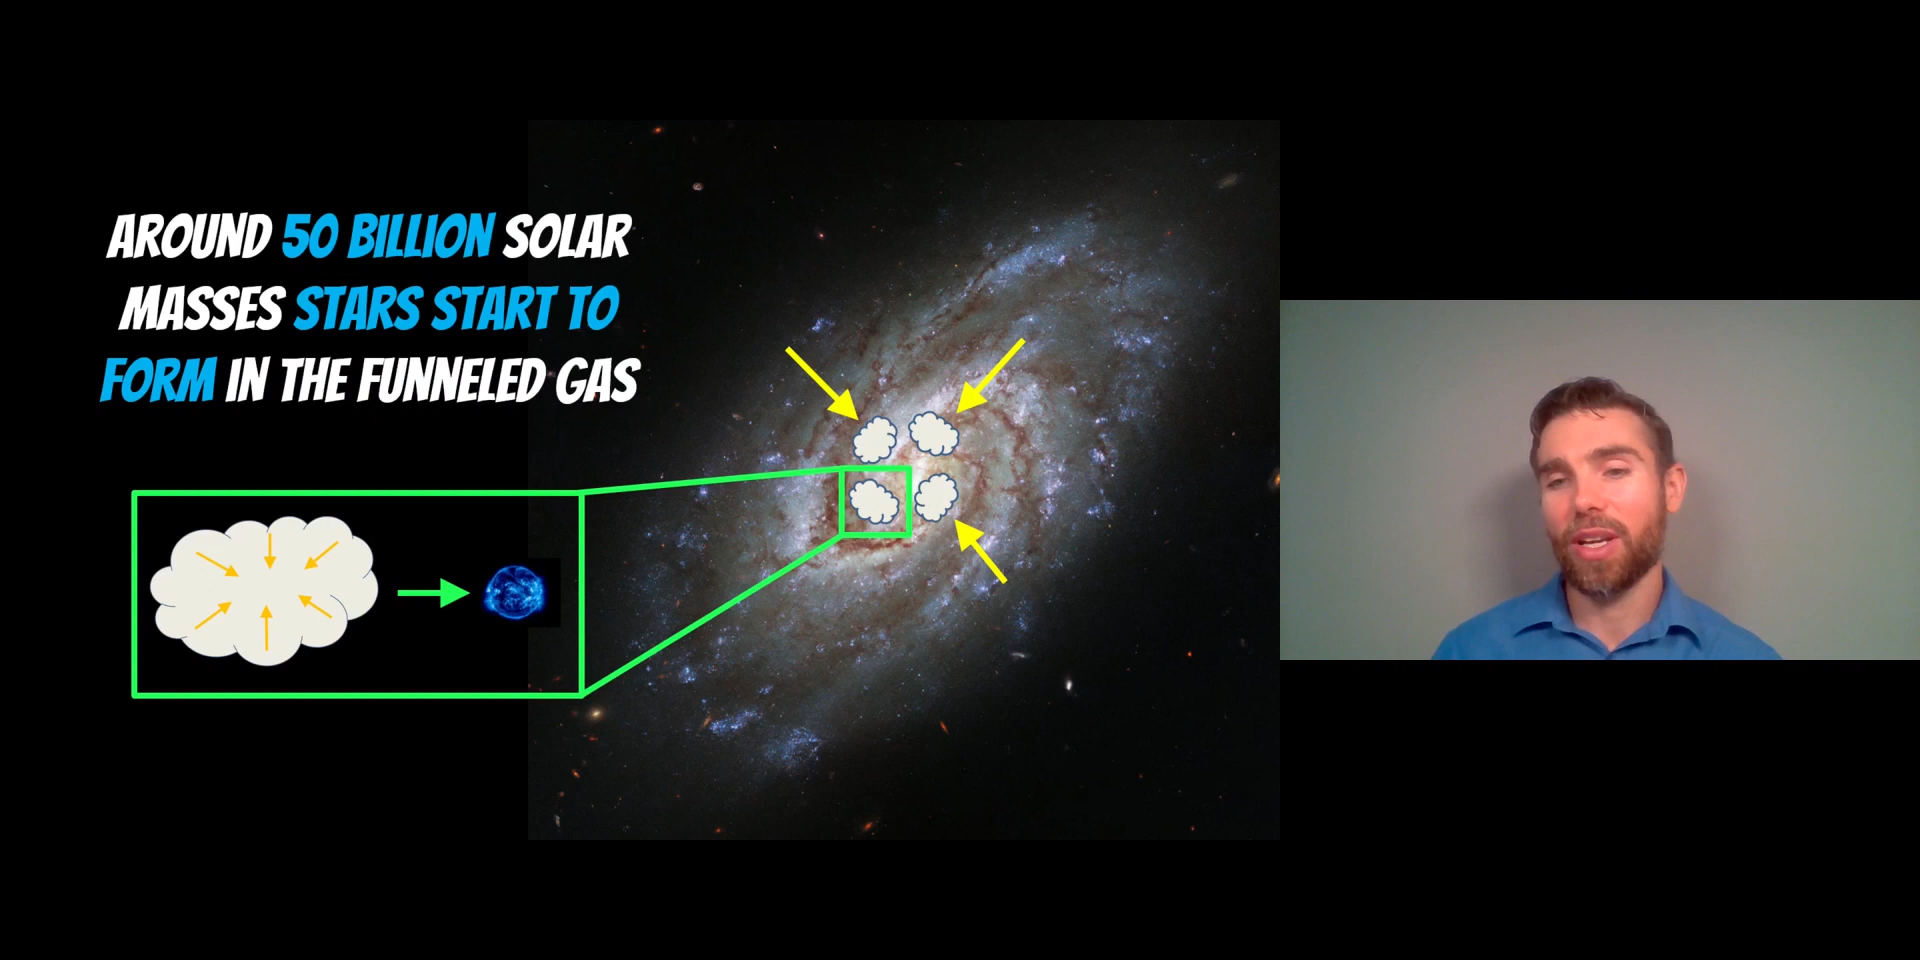 AROUND 50 BILLION SOLAR
MASSES STARS START TO
FORM IN THE FUNNELED GAS